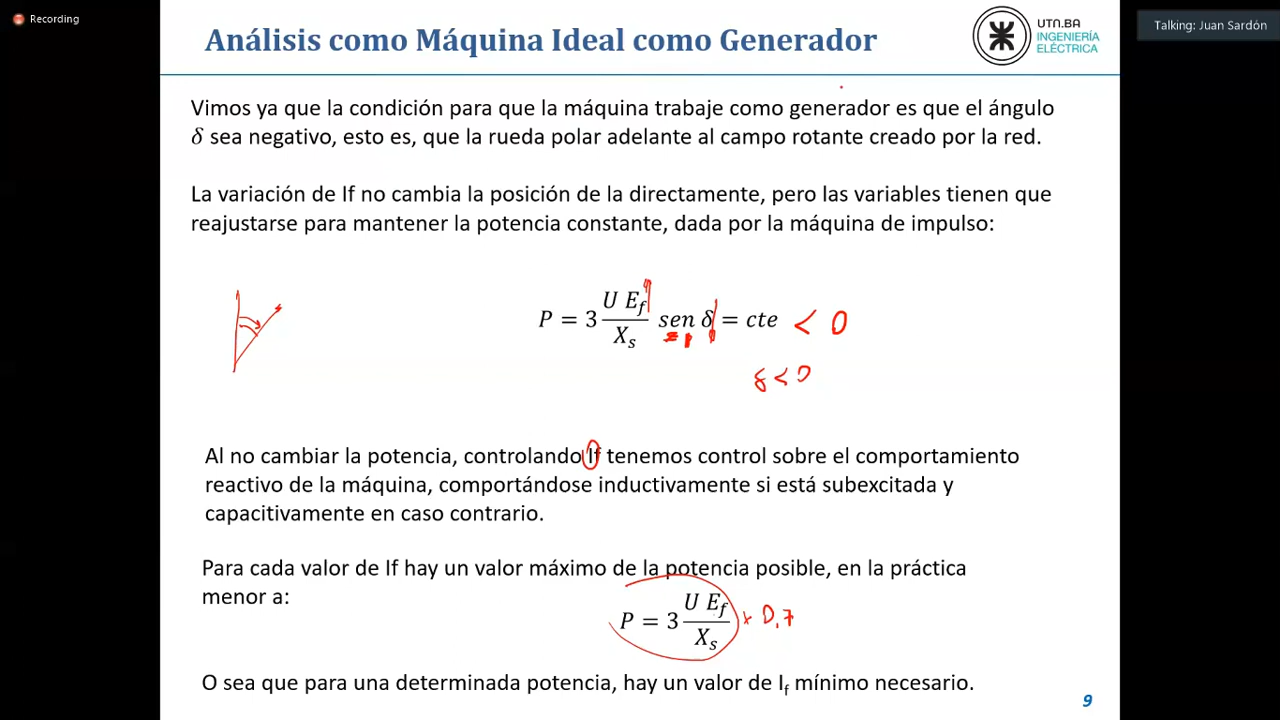 Recording
Análisis como Máquina Ideal como Generador
UTN.BA
INGENIERÍA
ELÉCTRICA
Talking: Juan Sardón
Vimos ya que la condición para que la máquina trabaje como generador es que el ángulo
δ sea negativo, esto es, que la rueda polar adelante al campo rotante creado por la red.
La variación de If no cambia la posición de la directamente, pero las variables tienen que
reajustarse para mantener la potencia constante, dada por la máquina de impulso:
P = 3 U E_f / X_s sen δ = cte < 0
δ < 0
Al no cambiar la potencia, controlando If tenemos control sobre el comportamiento
reactivo de la máquina, comportándose inductivamente si está subexcitada y
capacitivamente en caso contrario.
Para cada valor de If hay un valor máximo de la potencia posible, en la práctica
menor a:
P = 3 U E_f / X_s × 0,7
O sea que para una determinada potencia, hay un valor de I_f mínimo necesario.
9